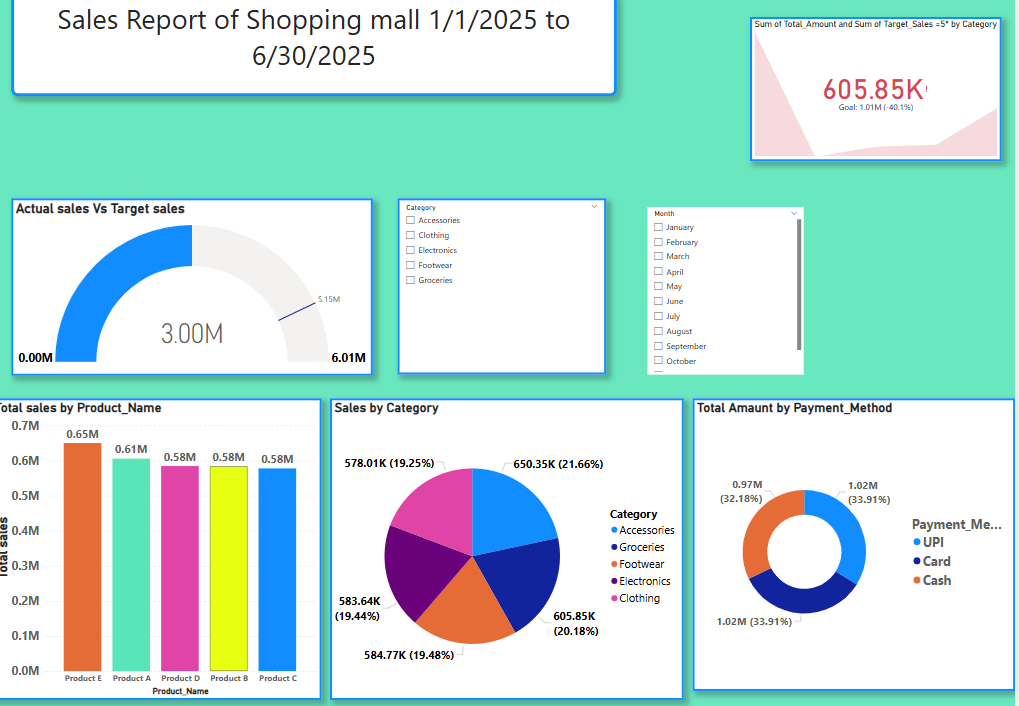 Sales Report of Shopping mall 1/1/2025 to
6/30/2025
Sum of Total_Amount and Sum of Target_Sales =5* by Category
605.85K!
Goal: 1.01M (-40.1%)
Actual sales Vs Target sales
5.15M
3.00M
0.00M
6.01M
Category
Accessories
Clothing
Electronics
Footwear
Groceries
Month
January
February
March
April
May
June
July
August
September
October
Total sales by Product_Name
0.7M
0.6M
0.5M
0.4M
0.3M
0.2M
0.1M
0.0M
Total sales
0.65M
0.61M
0.58M
0.58M
0.58M
Product E
Product A
Product D
Product B
Product C
Product_Name
Sales by Category
578.01K (19.25%)
650.35K (21.66%)
583.64K
(19.44%)
605.85K
(20.18%)
584.77K (19.48%)
Category
Accessories
Groceries
Footwear
Electronics
Clothing
Total Amount by Payment_Method
0.97M
(32.18%)
1.02M
(33.91%)
1.02M (33.91%)
Payment_Me...
UPI
Card
Cash